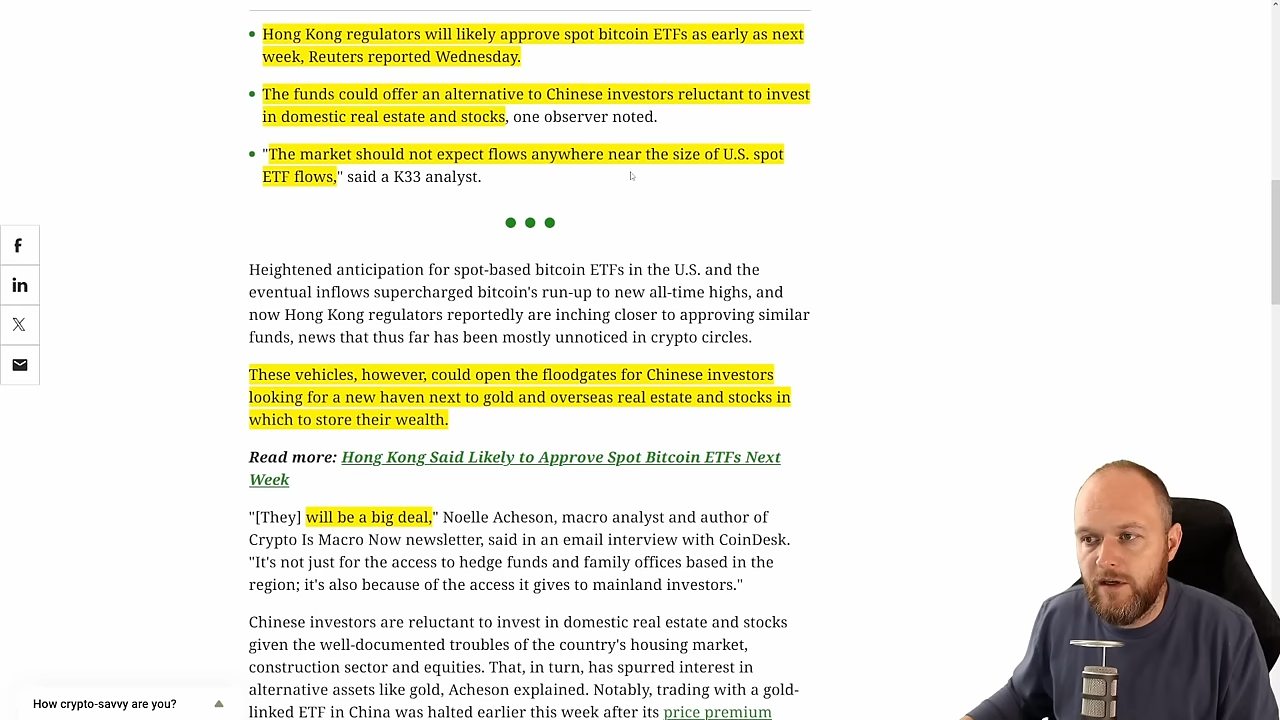 Hong Kong regulators will likely approve spot bitcoin ETFs as early as next
week, Reuters reported Wednesday.
The funds could offer an alternative to Chinese investors reluctant to invest
in domestic real estate and stocks, one observer noted.
"The market should not expect flows anywhere near the size of U.S. spot
ETF flows," said a K33 analyst.
Heightened anticipation for spot-based bitcoin ETFs in the U.S. and the
eventual inflows supercharged bitcoin's run-up to new all-time highs, and
now Hong Kong regulators reportedly are inching closer to approving similar
funds, news that thus far has been mostly unnoticed in crypto circles.
These vehicles, however, could open the floodgates for Chinese investors
looking for a new haven next to gold and overseas real estate and stocks in
which to store their wealth.
Read more: Hong Kong Said Likely to Approve Spot Bitcoin ETFs Next
Week
"[They] will be a big deal," Noelle Acheson, macro analyst and author of
Crypto Is Macro Now newsletter, said in an email interview with CoinDesk.
"It's not just for the access to hedge funds and family offices based in the
region; it's also because of the access it gives to mainland investors."
Chinese investors are reluctant to invest in domestic real estate and stocks
given the well-documented troubles of the country's housing market,
construction sector and equities. That, in turn, has spurred interest in
alternative assets like gold, Acheson explained. Notably, trading with a gold-
linked ETF in China was halted earlier this week after its price premium
How crypto-savvy are you?